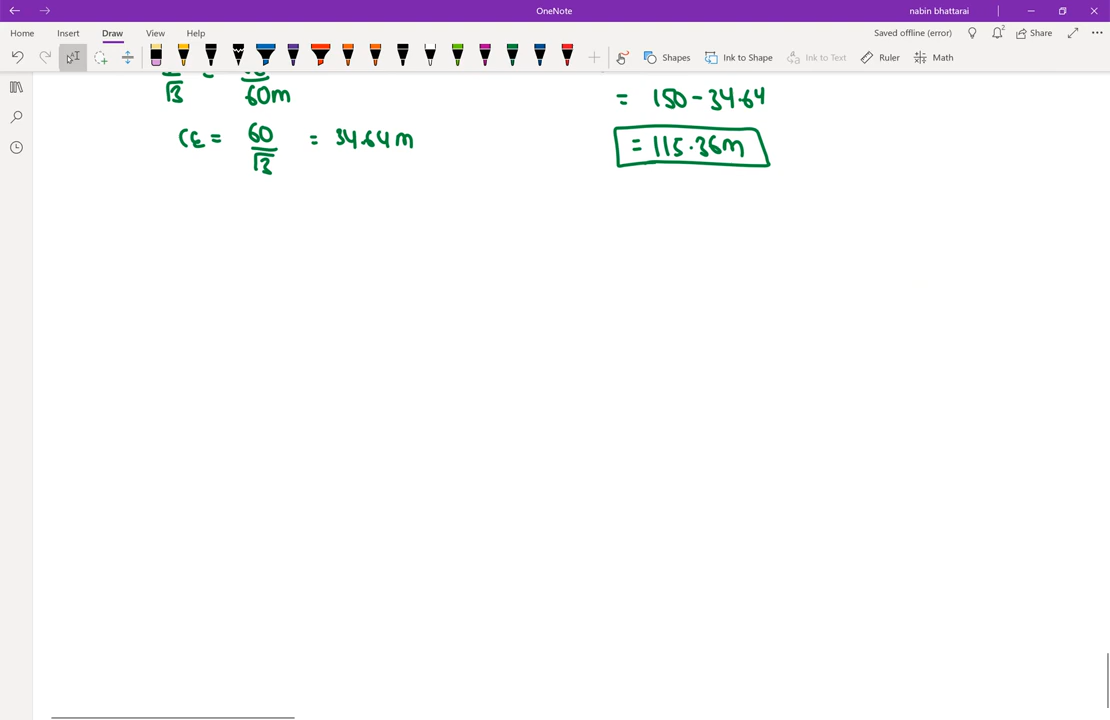 OneNote
nabin bhattarai
Home Insert Draw View Help
Saved offline (error) Share
Shapes Ink to Shape Ink to Text Ruler Math
√3 = 60m
= 150 - 34.64
CE = 60/√3 = 34.64 m
= 115.36m